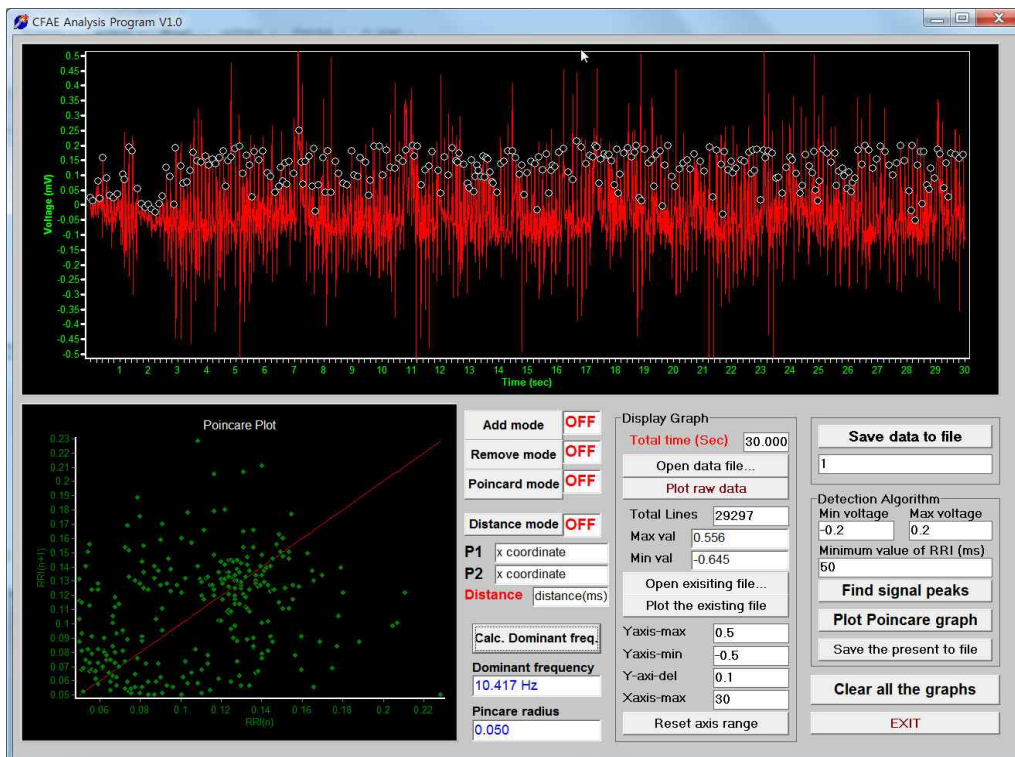 CFAE Analysis Program V1.0
0.5
0.45
0.4
0.35
0.3
0.25
0.2
0.15
0.1
0.05
0
-0.05
-0.1
-0.15
-0.2
-0.25
-0.3
-0.35
-0.4
-0.45
-0.5
Voltage (mV)
1 2 3 4 5 6 7 8 9 10 11 12 13 14 15 16 17 18 19 20 21 22 23 24 25 26 27 28 29 30
Time (sec)
Poincare Plot
0.23
0.21
0.2
0.19
0.18
0.17
0.16
0.15
0.14
0.13
0.12
0.11
0.1
0.09
0.08
0.07
0.06
0.05
RRI(n+1)
0.06 0.08 0.1 0.12 0.14 0.16 0.18 0.2 0.22
RRI(n)
Add mode OFF
Remove mode OFF
Poincard mode OFF
Distance mode OFF
P1 x coordinate
P2 x coordinate
Distance distance(ms)
Calc. Dominant freq.
Dominant frequency
10.417 Hz
Pincare radius
0.050
Display Graph
Total time (Sec) 30.000
Open data file...
Plot raw data
Total Lines 29297
Max val 0.556
Min val -0.645
Open exisiting file...
Plot the existing file
Yaxis-max 0.5
Yaxis-min -0.5
Y-axi-del 0.1
Xaxis-max 30
Reset axis range
Save data to file
1
Detection Algorithm
Min voltage Max voltage
-0.2 0.2
Minimum value of RRI (ms)
50
Find signal peaks
Plot Poincare graph
Save the present to file
Clear all the graphs
EXIT